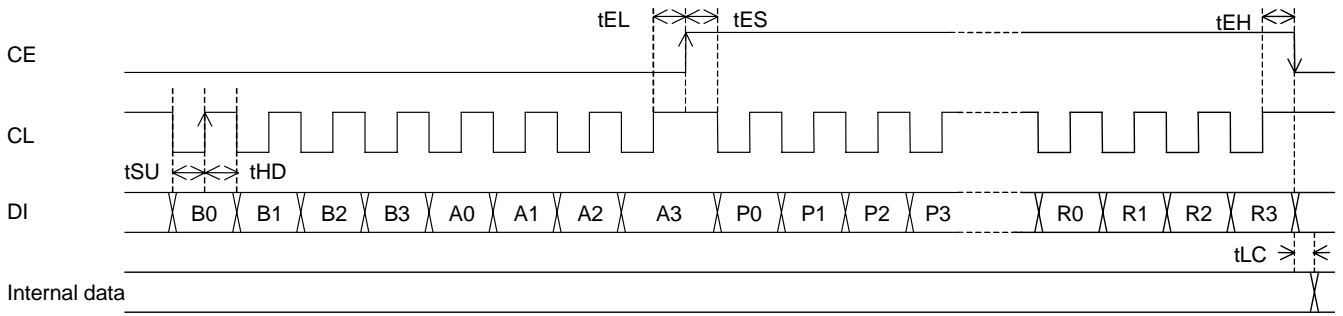 tEL tES tEH
CE
CL
tSU tHD
DI B0 B1 B2 B3 A0 A1 A2 A3 P0 P1 P2 P3 R0 R1 R2 R3
tLC
Internal data